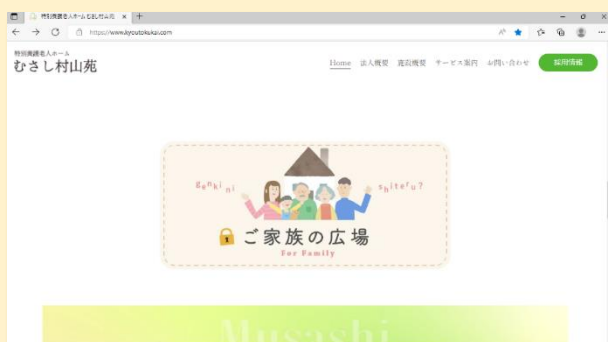 特別養護老人ホームむさし村山苑
https://www.kyoutokukai.com
特別養護老人ホーム
むさし村山苑
Home 法人概要 施設概要 サービス案内 お問い合わせ 採用情報
genki ni shiteru?
ご家族の広場
For Family
Musashi